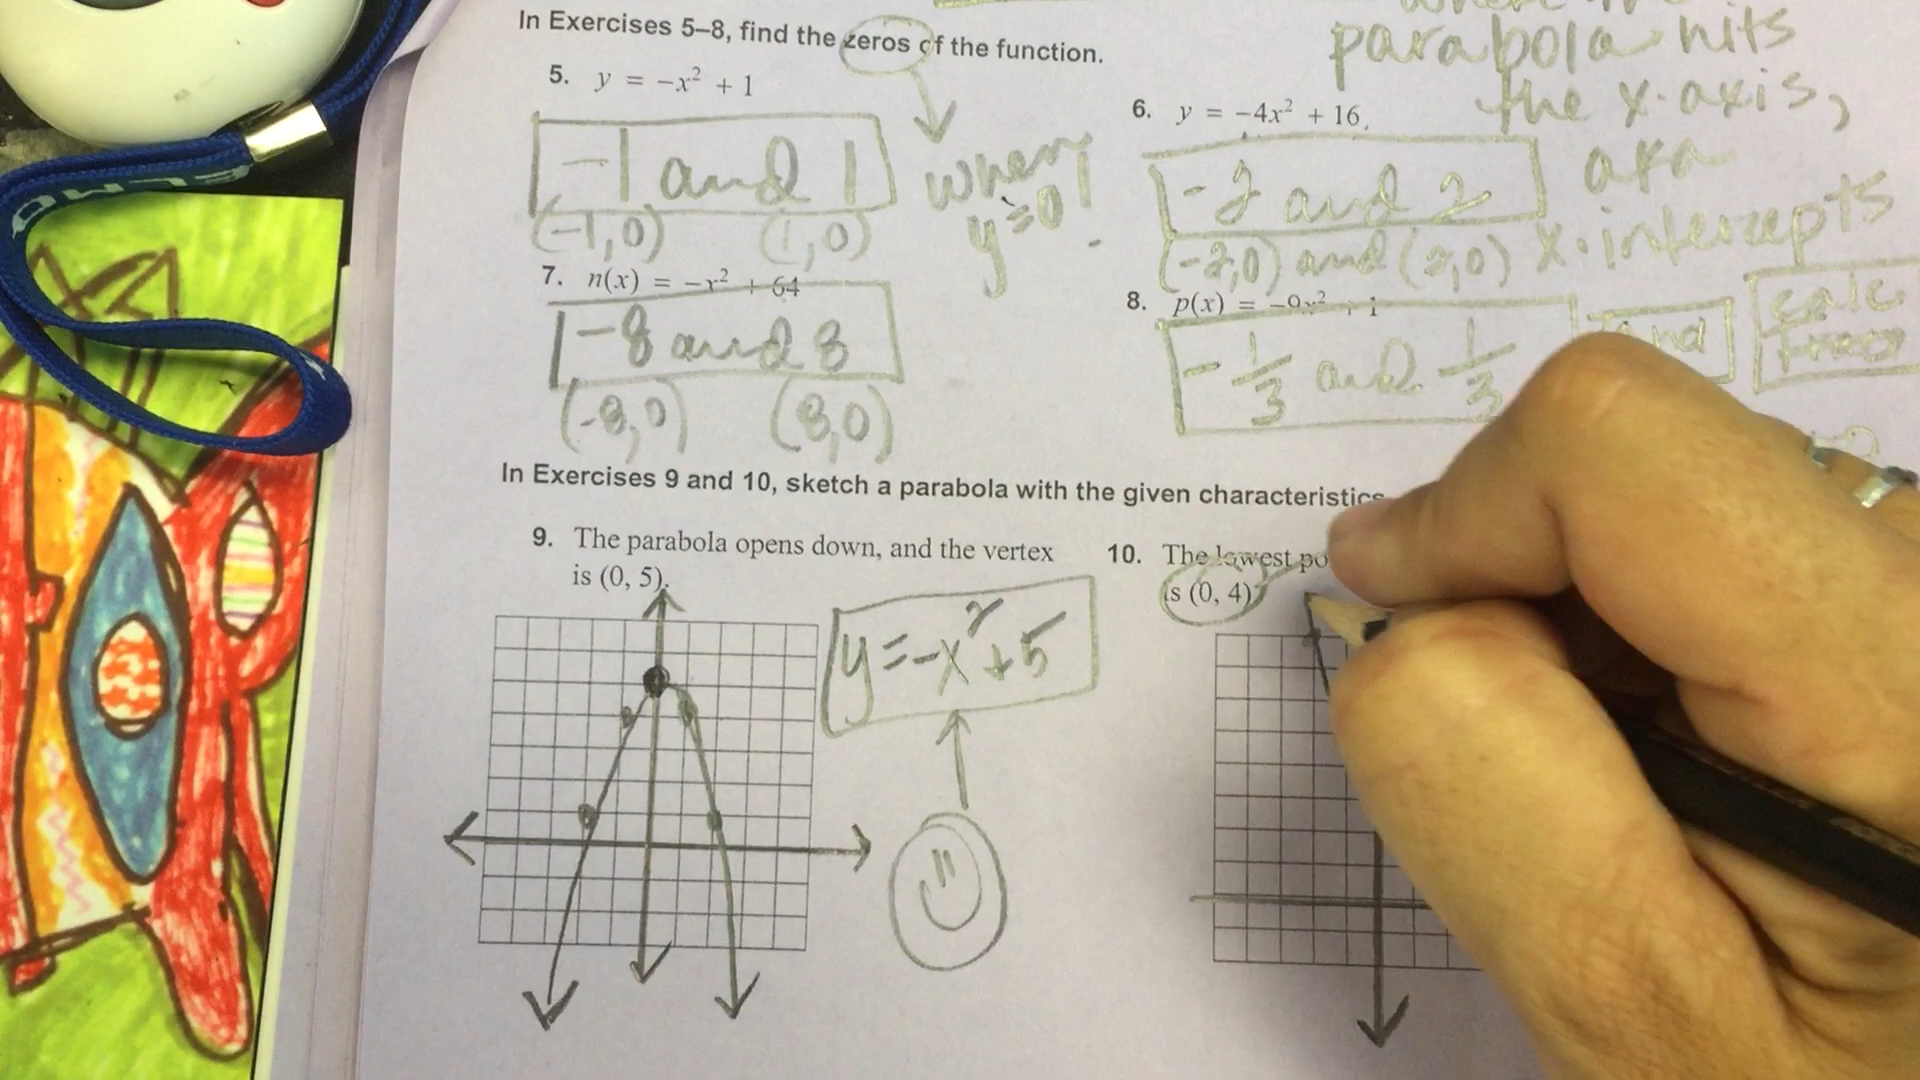 In Exercises 5–8, find the zeros of the function.
parabola hits
the x-axis,
aka
x-intercepts
5. y = −x² + 1
-1 and 1
(-1,0) (1,0)
when
y=0!
6. y = −4x² + 16
-2 and 2
(-2,0) and (2,0)
7. n(x) = −x² + 64
-8 and 8
(-8,0) (8,0)
8. p(x) = −9x² + 1
-1/3 and 1/3
calc
Frac
In Exercises 9 and 10, sketch a parabola with the given characteristics
9. The parabola opens down, and the vertex
is (0, 5).
y=-x²+5
10. The lowest po
is (0, 4)